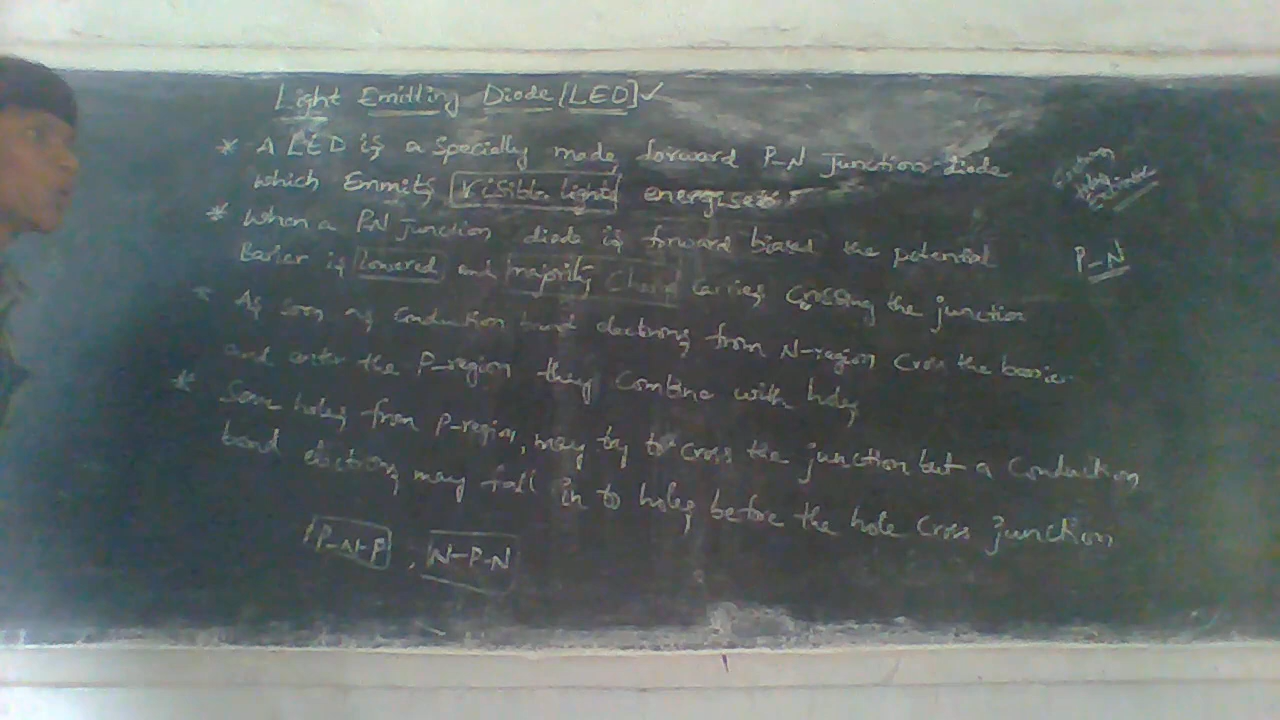 Light Emitting Diode [LED] ✓
* A LED is a specially made forward P-N Junction diode
which Emmits visible light energised
* When a PN Junction diode is forward biased the potential
Barier is lowered and majority Charge carries crossing the junction
* As soon as conduction band electrons from N-region cross the barrier
and enter the P-region they Combine with holes
* Some holes from P-region, may try to cross the junction but a Conduction
band electrons may fall in to holes before the hole cross junction
P-N-P, N-P-N
P-N